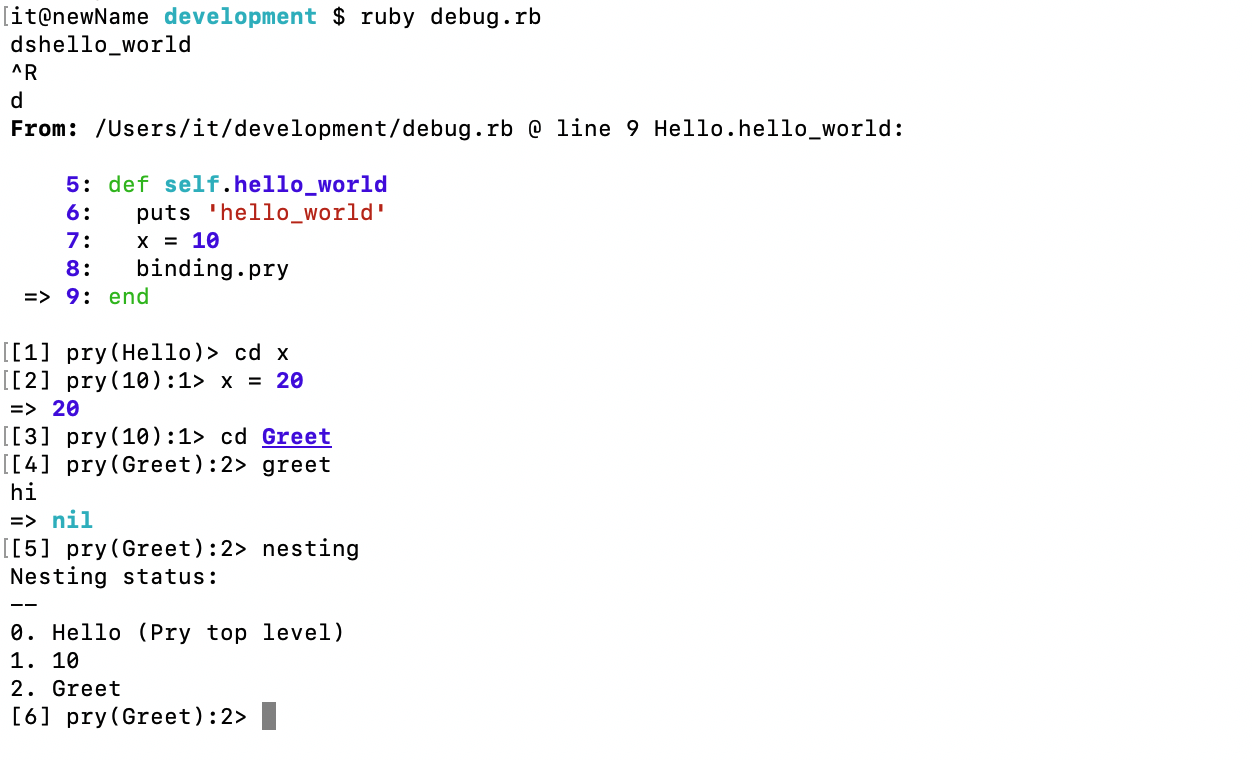 [it@newName development $ ruby debug.rb
dshello_world
^R
d
From: /Users/it/development/debug.rb @ line 9 Hello.hello_world:
    5: def self.hello_world
    6:   puts 'hello_world'
    7:   x = 10
    8:   binding.pry
 => 9: end
[[1] pry(Hello)> cd x
[[2] pry(10):1> x = 20
=> 20
[[3] pry(10):1> cd Greet
[[4] pry(Greet):2> greet
hi
=> nil
[[5] pry(Greet):2> nesting
Nesting status:
--
0. Hello (Pry top level)
1. 10
2. Greet
[6] pry(Greet):2>